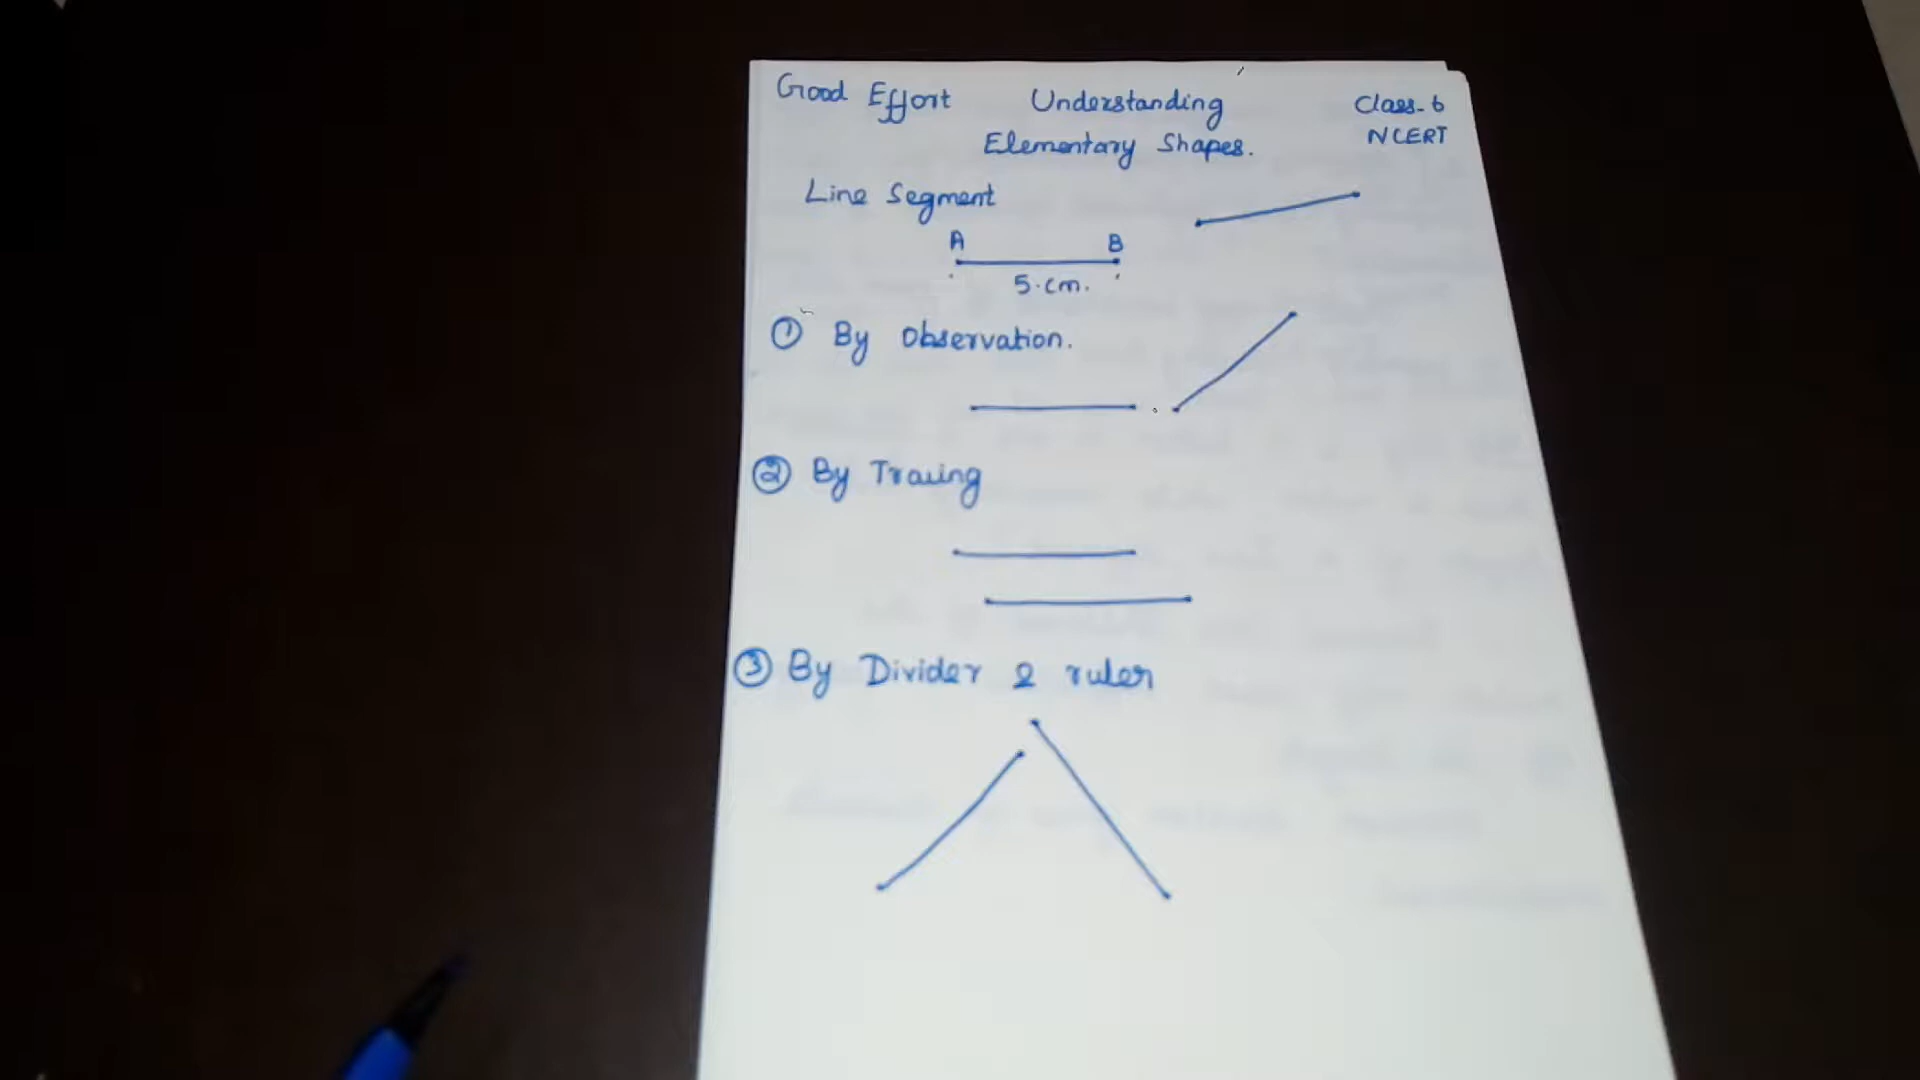 Good Effort Understanding Class-6
Elementary Shapes. NCERT
Line Segment
A B
5.cm.
① By Observation.
② By Tracing
③ By Divider & ruler